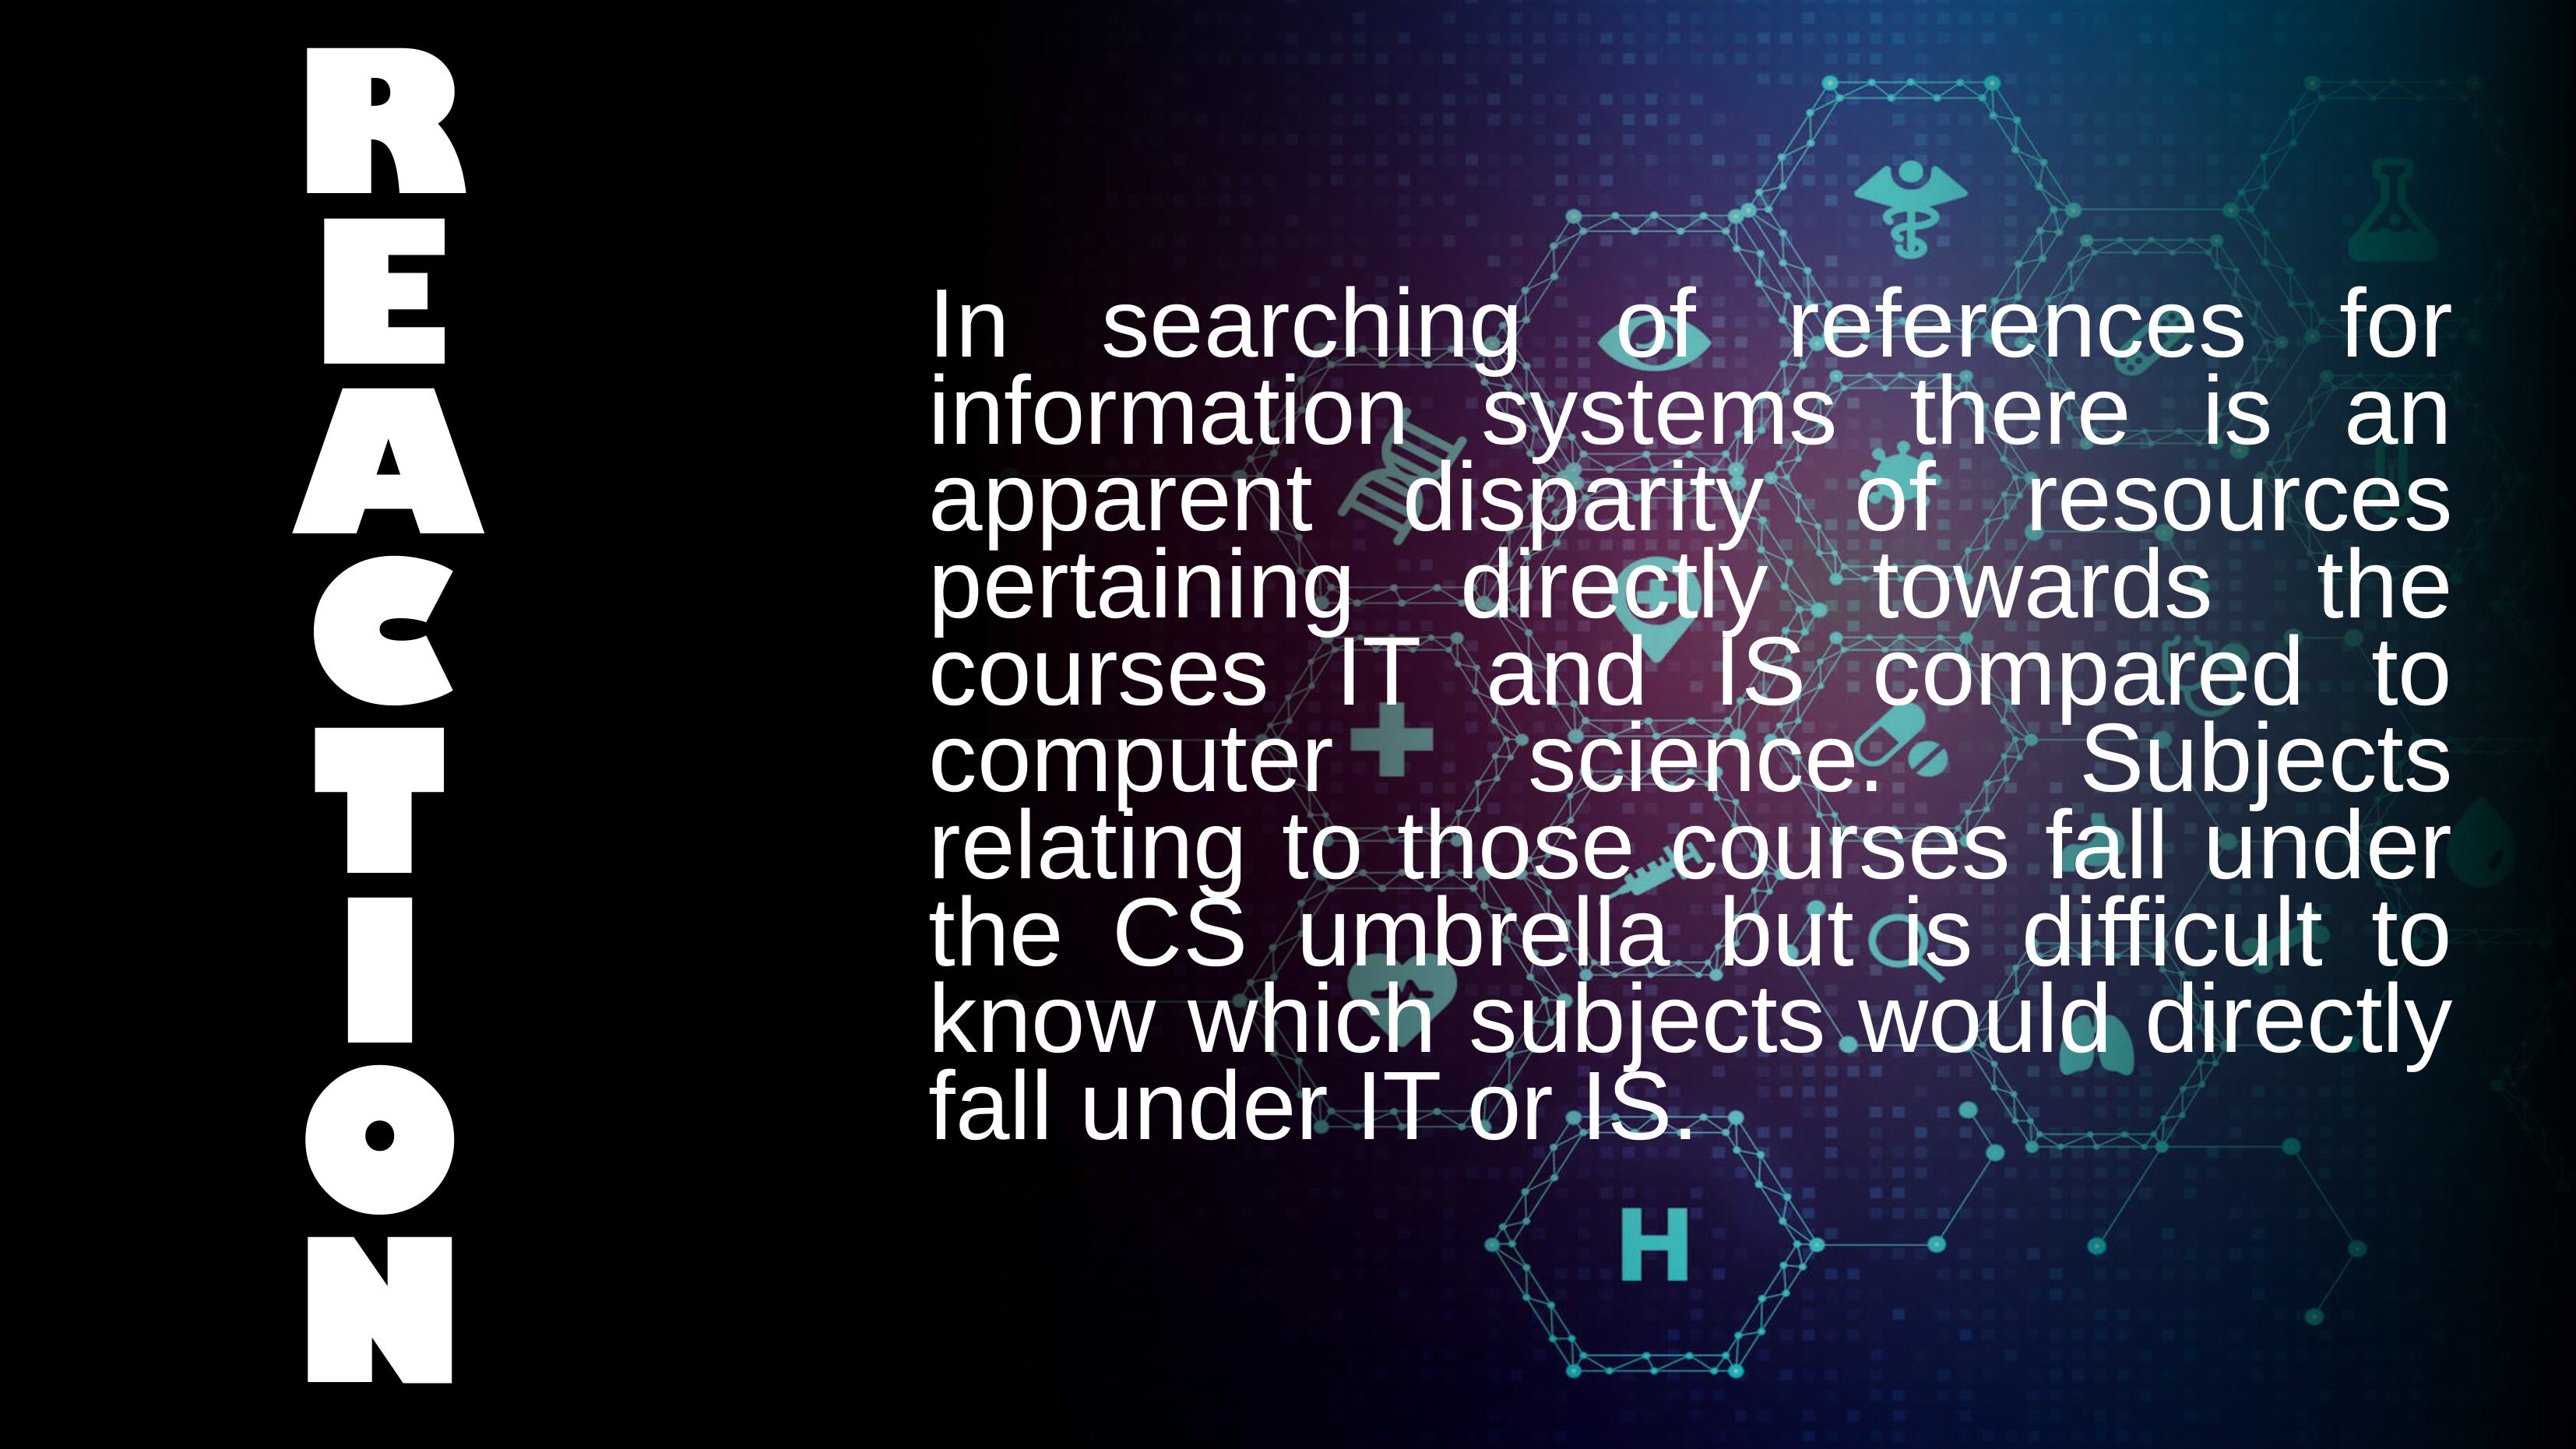 REACTION
In searching of references for
information systems there is an
apparent disparity of resources
pertaining directly towards the
courses IT and IS compared to
computer science. Subjects
relating to those courses fall under
the CS umbrella but is difficult to
know which subjects would directly
fall under IT or IS.
H